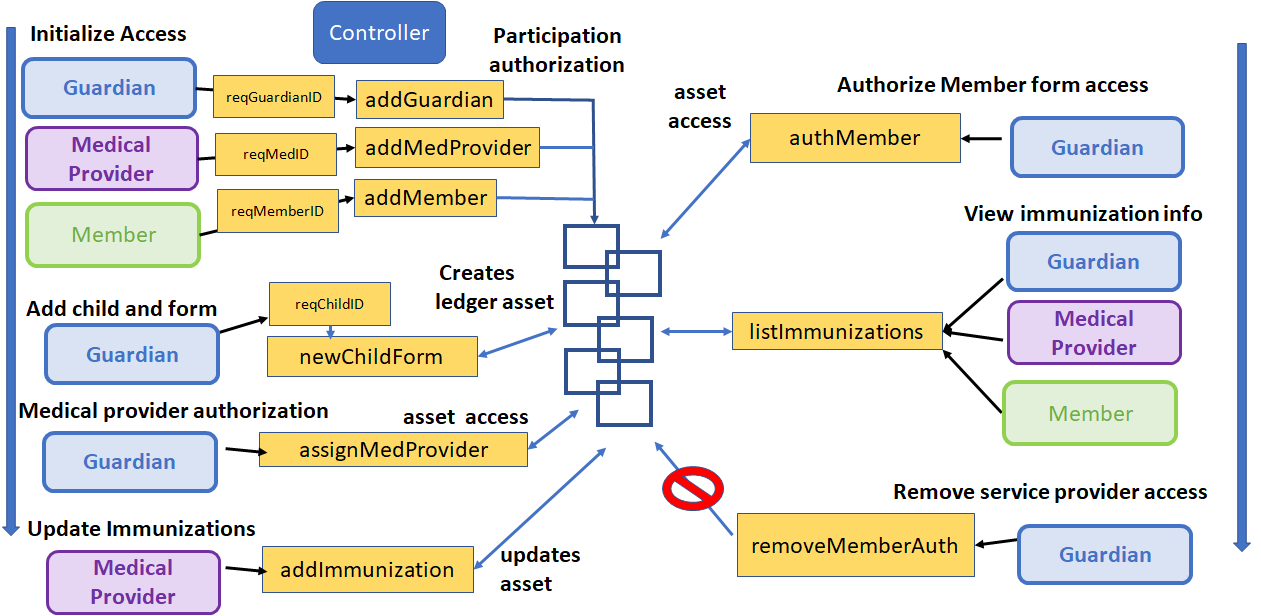 Initialize Access
Controller
Participation
authorization
Guardian
reqGuardianID
addGuardian
Medical
Provider
reqMedID
addMedProvider
Member
reqMemberID
addMember
Add child and form
Guardian
reqChildID
newChildForm
Creates
ledger asset
Medical provider authorization
Guardian
assignMedProvider
asset access
Update Immunizations
Medical
Provider
addImmunization
updates
asset
asset
access
Authorize Member form access
authMember
Guardian
View immunization info
Guardian
listImmunizations
Medical
Provider
Member
Remove service provider access
removeMemberAuth
Guardian